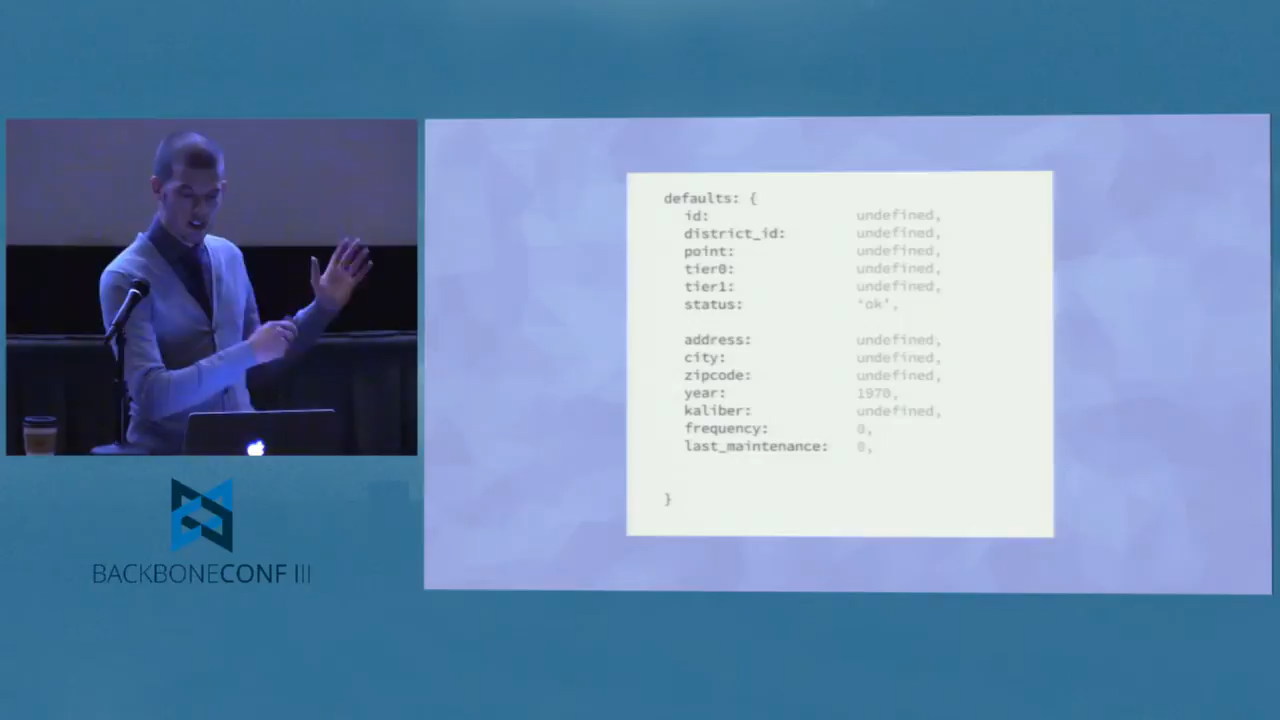 defaults: {
id: undefined,
district_id: undefined,
point: undefined,
tier0: undefined,
tier1: undefined,
status: ‘ok’,
address: undefined,
city: undefined,
zipcode: undefined,
year: 1970,
kaliber: undefined,
frequency: 0,
last_maintenance: 0,
}
BACKBONECONF III